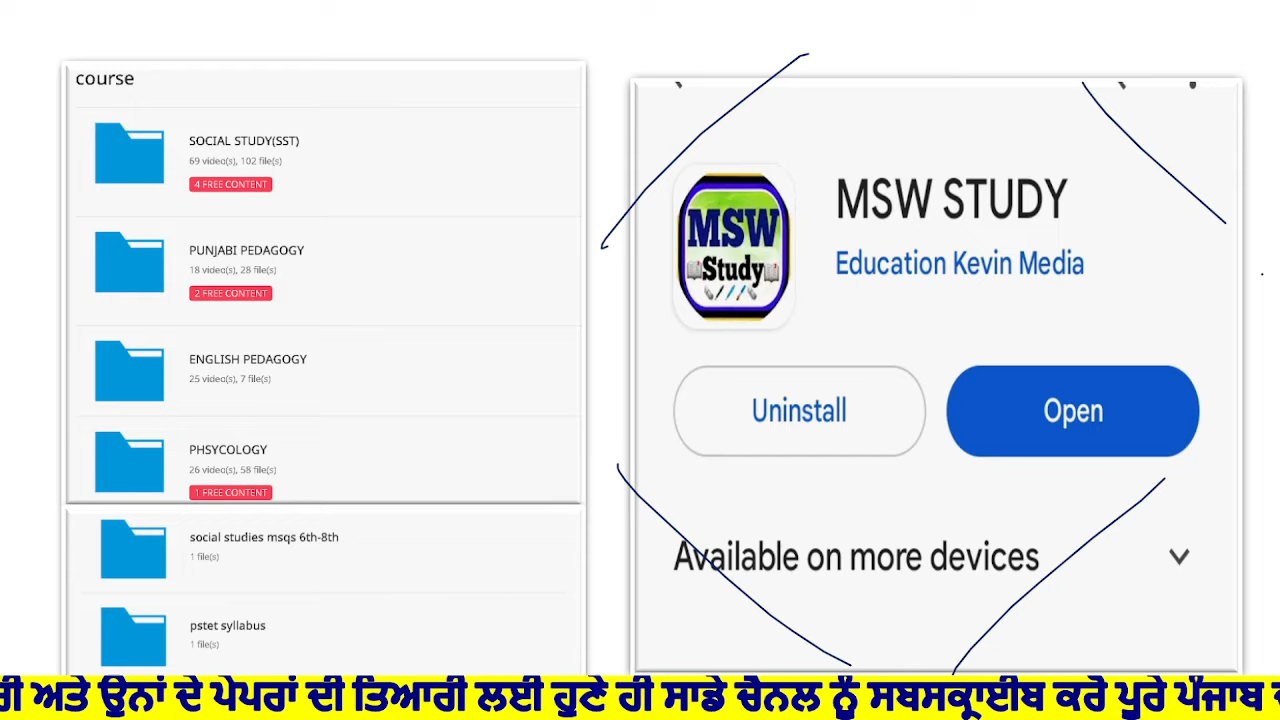 course
SOCIAL STUDY(SST)
69 video(s), 102 file(s)
4 FREE CONTENT
PUNJABI PEDAGOGY
18 video(s), 28 file(s)
2 FREE CONTENT
ENGLISH PEDAGOGY
25 video(s), 7 file(s)
PHSYCOLOGY
26 video(s), 58 file(s)
1 FREE CONTENT
social studies msqs 6th-8th
1 file(s)
pstet syllabus
1 file(s)
MSW
Study
MSW STUDY
Education Kevin Media
Uninstall
Open
Available on more devices
ਅਤੇ ਉਨਾਂ ਦੇ ਪੇਪਰਾਂ ਦੀ ਤਿਆਰੀ ਲਈ ਹੁਣੇ ਹੀ ਸਾਡੇ ਚੈਨਲ ਨੂੰ ਸਬਸਕ੍ਰਾਈਬ ਕਰੋ ਪੂਰੇ ਪੰਜਾਬ